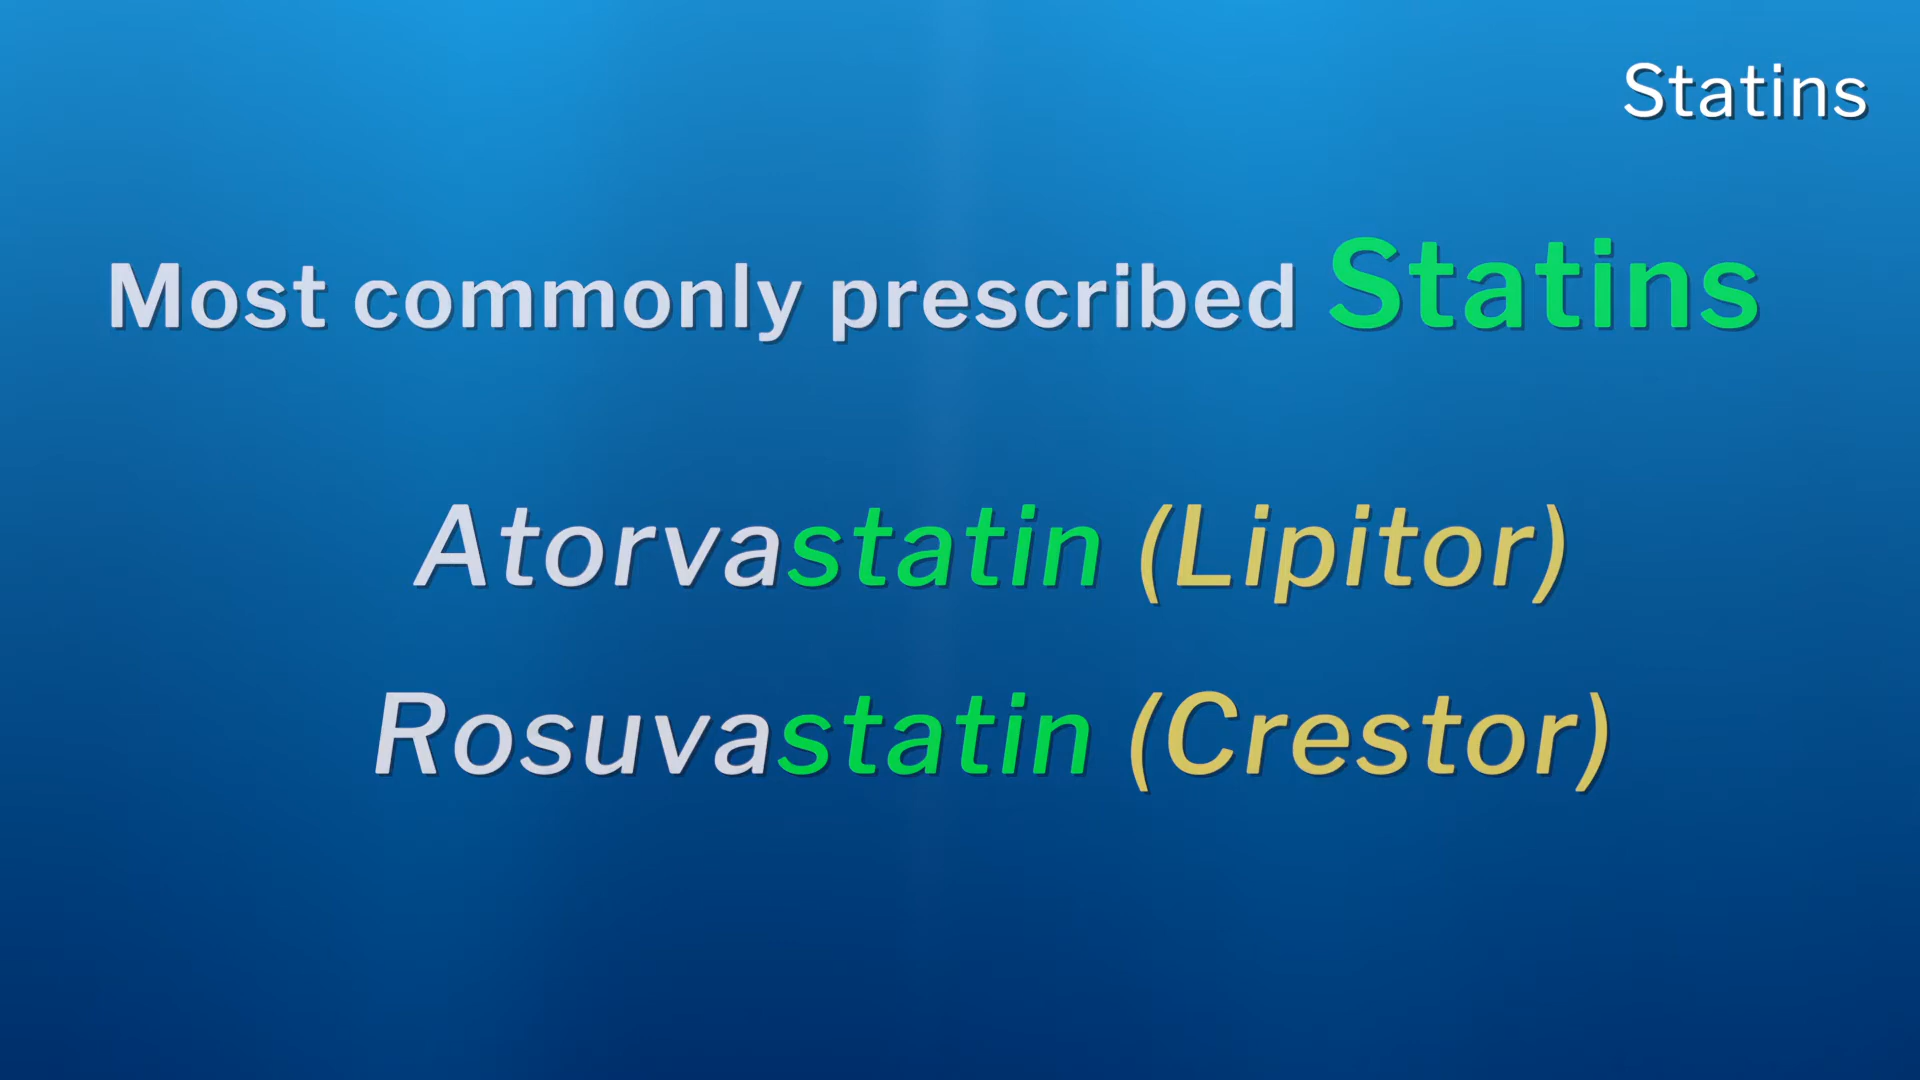 Statins
Most commonly prescribed Statins
Atorvastatin (Lipitor)
Rosuvastatin (Crestor)